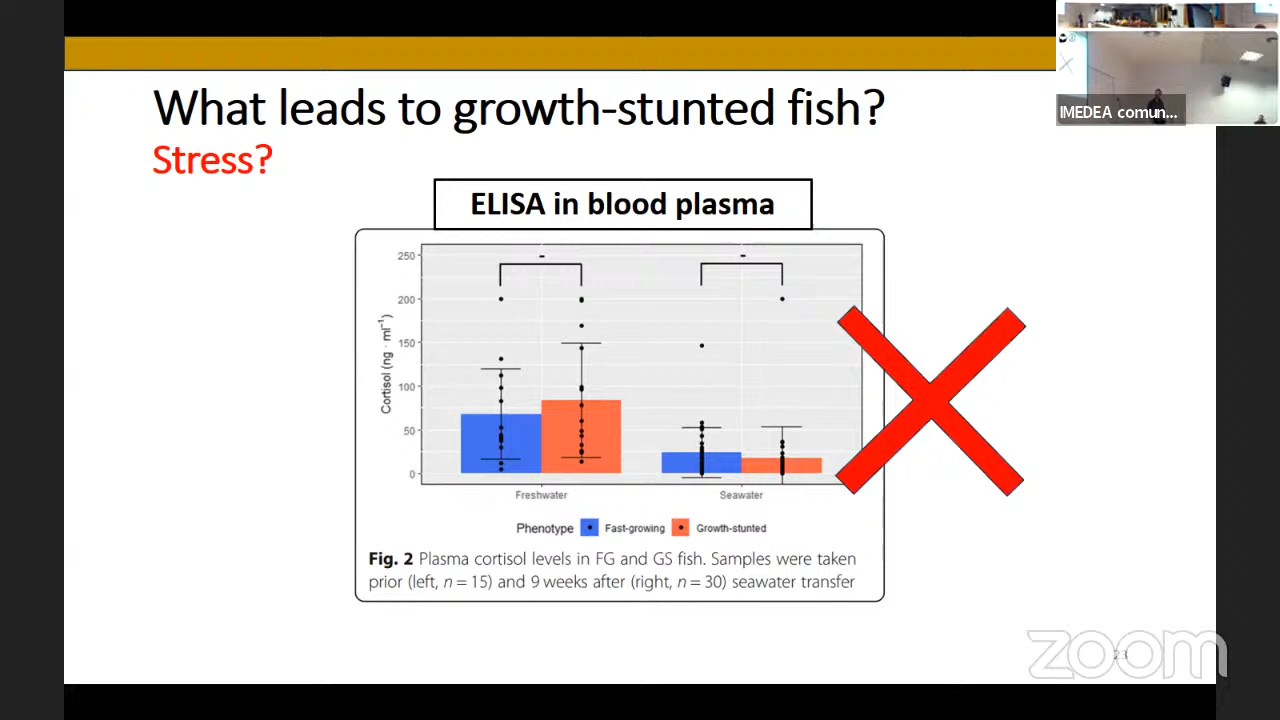 What leads to growth-stunted fish?
Stress?
IMEDEA comun...
ELISA in blood plasma
250
200
150
100
50
0
Cortisol (ng · ml⁻¹)
-
-
Freshwater
Seawater
Phenotype
Fast-growing
Growth-stunted
Fig. 2 Plasma cortisol levels in FG and GS fish. Samples were taken
prior (left, n = 15) and 9 weeks after (right, n = 30) seawater transfer
zoom
23